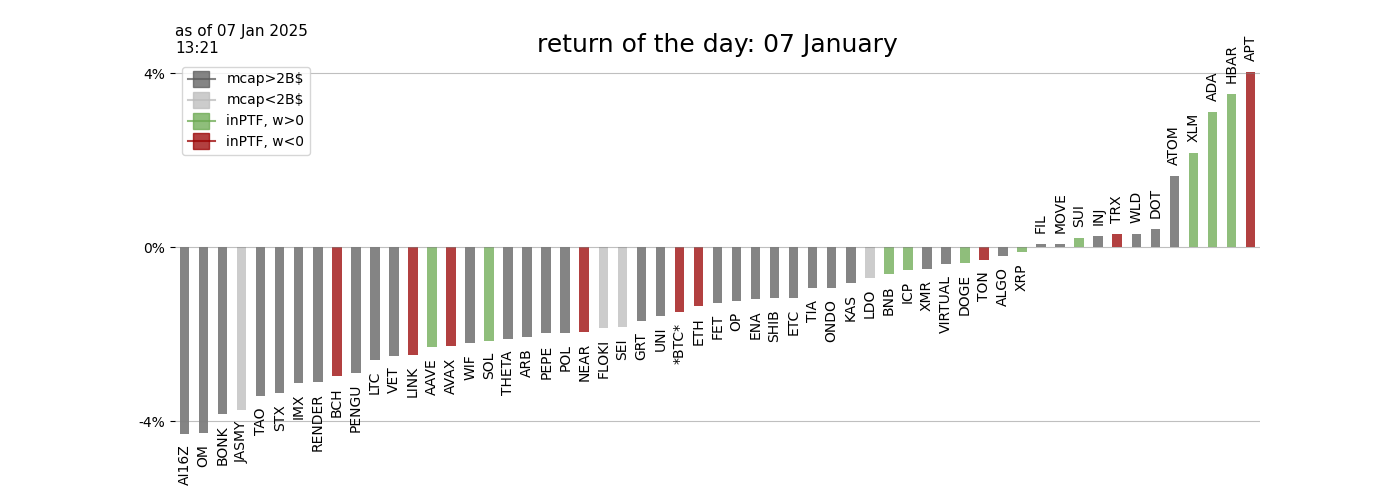 as of 07 Jan 2025
13:21
return of the day: 07 January
mcap>2B$
mcap<2B$
inPTF, w>0
inPTF, w<0
4%
0%
-4%
AI16Z
OM
BONK
JASMY
TAO
STX
IMX
RENDER
BCH
PENGU
LTC
VET
LINK
AAVE
AVAX
WIF
SOL
THETA
ARB
PEPE
POL
NEAR
FLOKI
SEI
GRT
UNI
*BTC*
ETH
FET
OP
ENA
SHIB
ETC
TIA
ONDO
KAS
LDO
BNB
ICP
XMR
VIRTUAL
DOGE
TON
ALGO
XRP
FIL
MOVE
SUI
INJ
TRX
WLD
DOT
ATOM
XLM
ADA
HBAR
APT